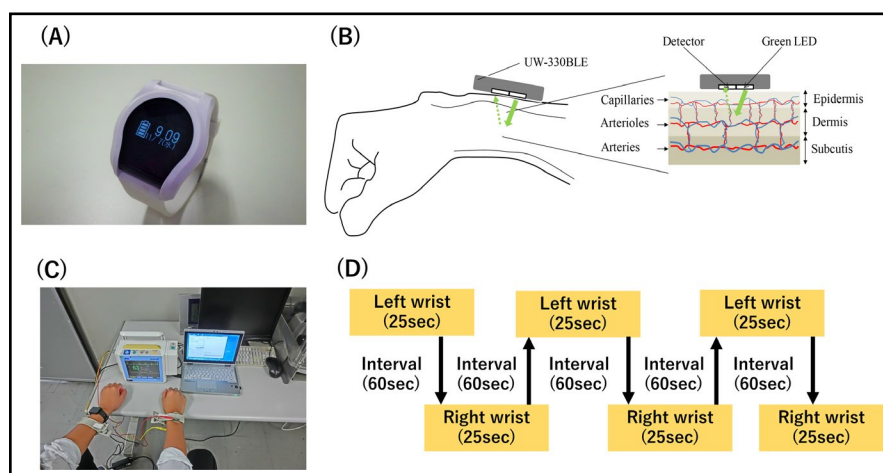 (A)
9:09
(B)
UW-330BLE
Detector
Green LED
Capillaries
Arterioles
Arteries
Epidermis
Dermis
Subcutis
(C)
(D)
Left wrist
(25sec)
Left wrist
(25sec)
Left wrist
(25sec)
Interval
(60sec)
Interval
(60sec)
Interval
(60sec)
Interval
(60sec)
Interval
(60sec)
Right wrist
(25sec)
Right wrist
(25sec)
Right wrist
(25sec)